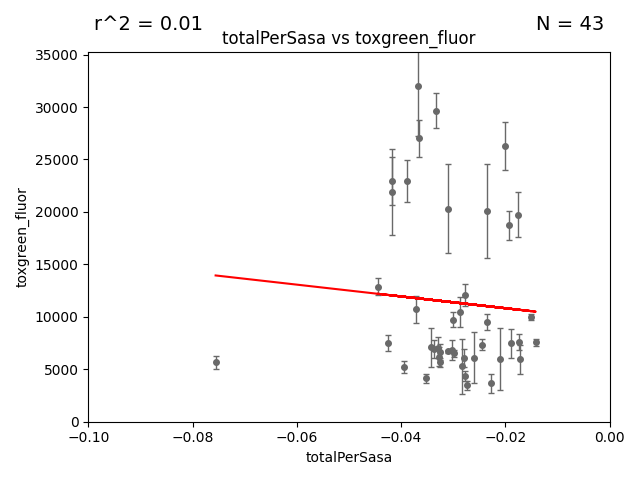 r^2 = 0.01
N = 43
totalPerSasa vs toxgreen_fluor
35000
30000
25000
20000
15000
10000
5000
0
toxgreen_fluor
−0.10
−0.08
−0.06
−0.04
−0.02
0.00
totalPerSasa